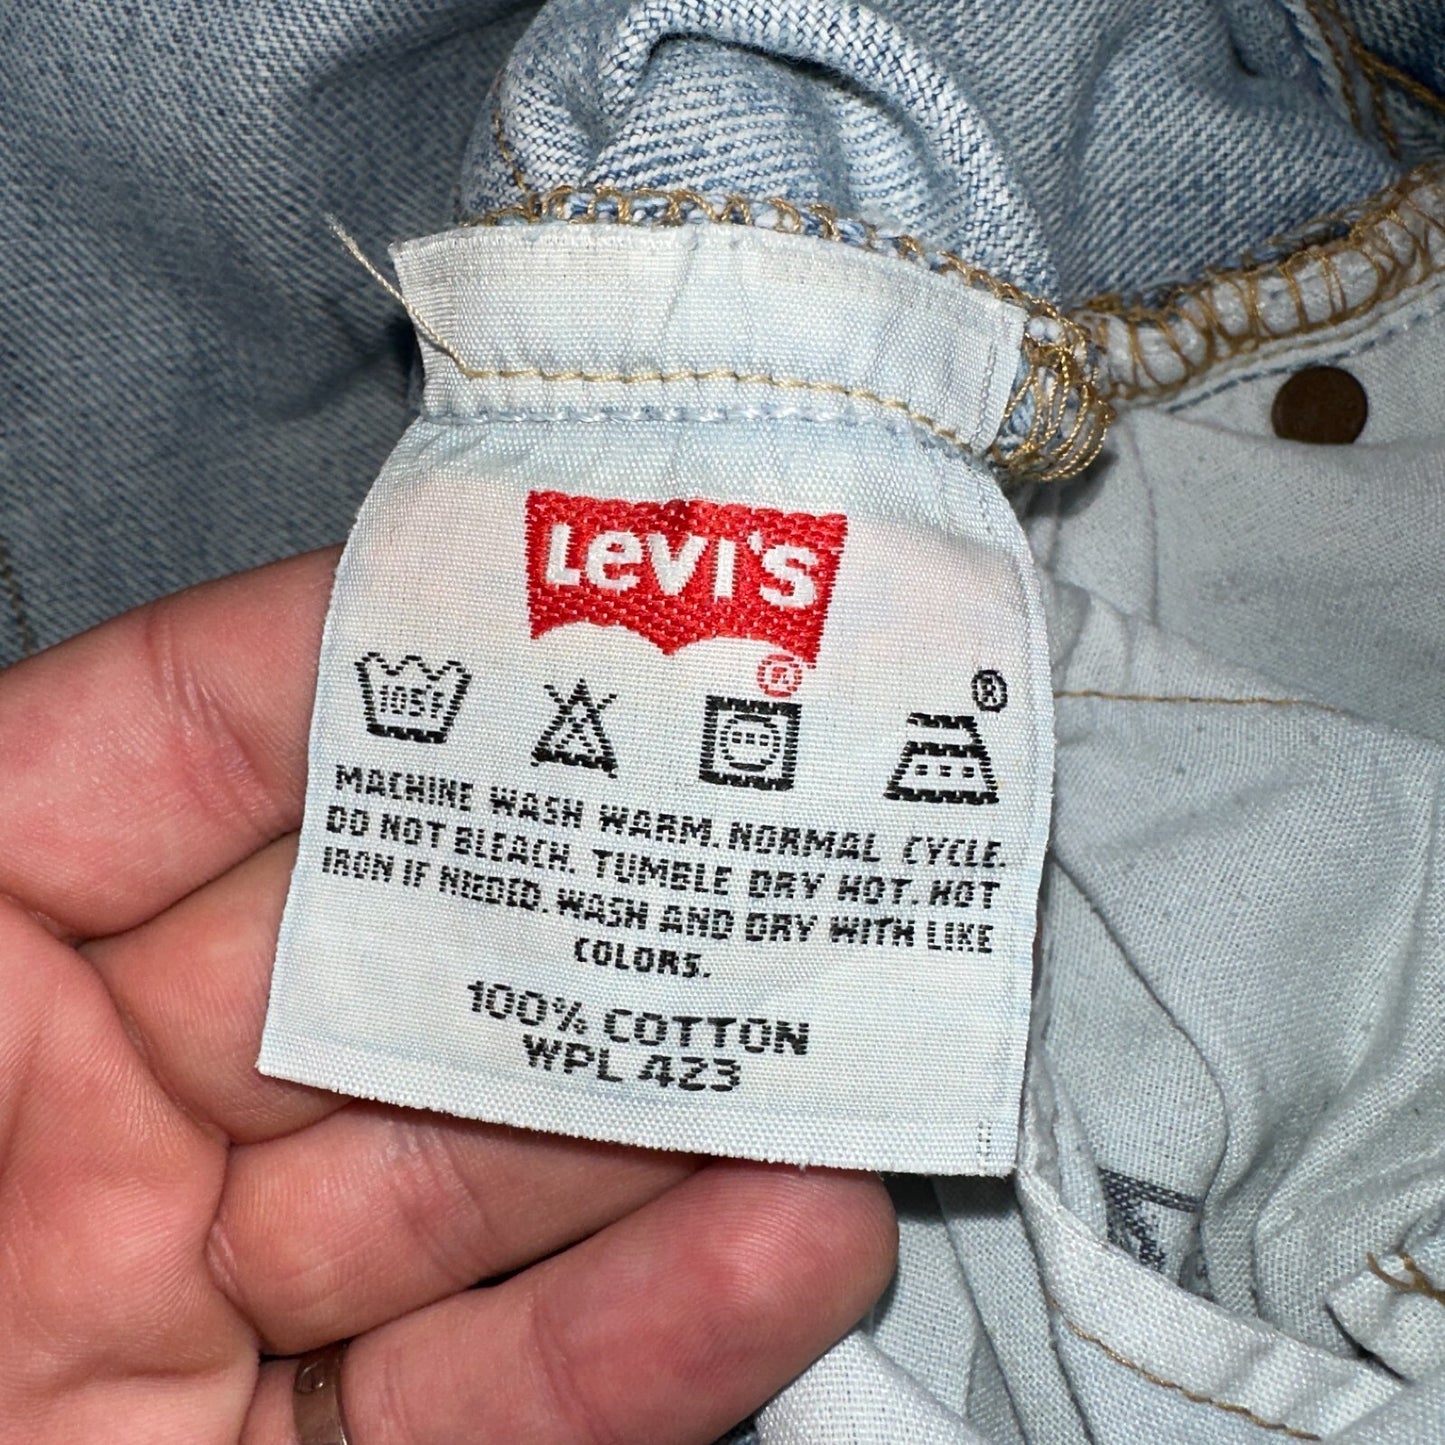 Levi's
®
®
105°F
MACHINE WASH WARM. NORMAL CYCLE.
DO NOT BLEACH. TUMBLE DRY HOT. HOT
IRON IF NEEDED. WASH AND DRY WITH LIKE
COLORS.
100% COTTON
WPL 423